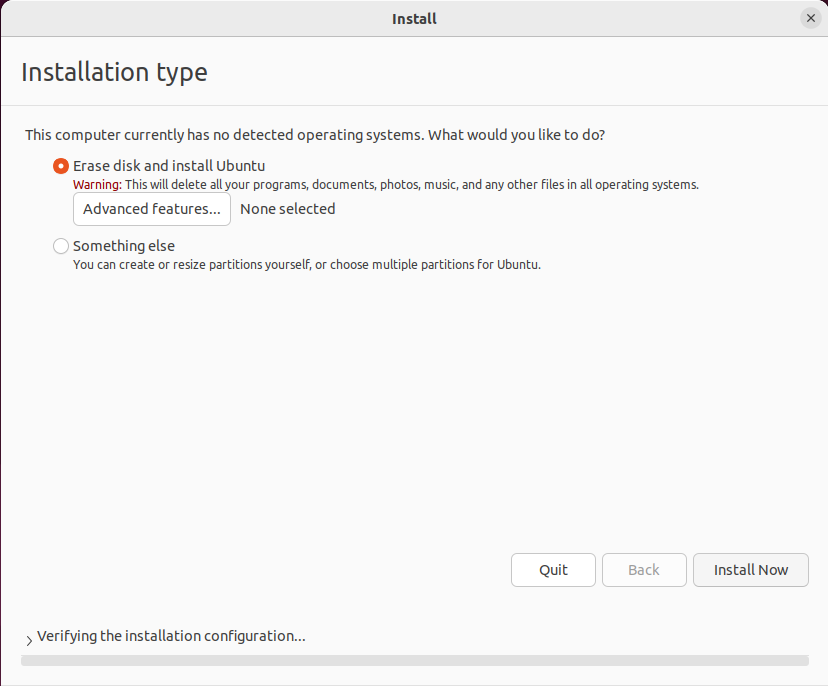 Install
Installation type
This computer currently has no detected operating systems. What would you like to do?
Erase disk and install Ubuntu
Warning: This will delete all your programs, documents, photos, music, and any other files in all operating systems.
Advanced features... None selected
Something else
You can create or resize partitions yourself, or choose multiple partitions for Ubuntu.
Quit Back Install Now
Verifying the installation configuration...